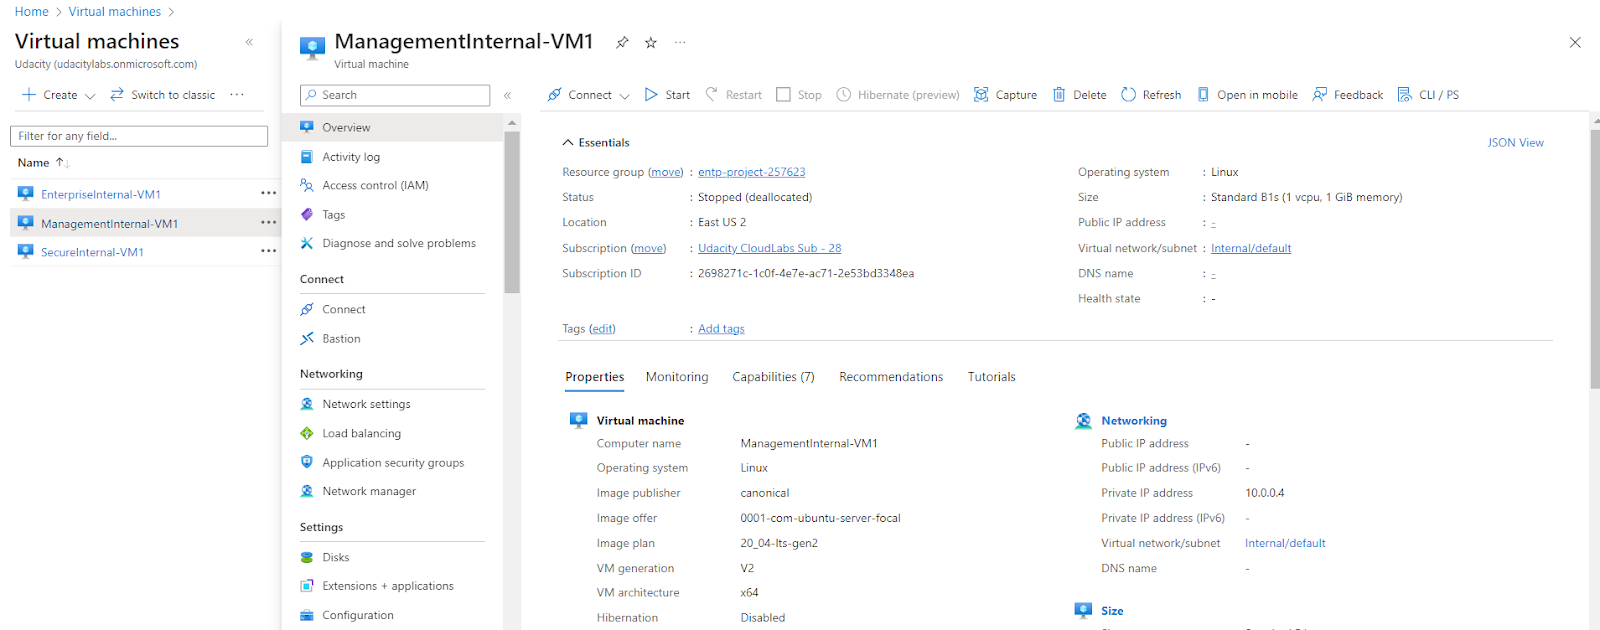 Home > Virtual machines >
Virtual machines
«
Udacity (udacitylabs.onmicrosoft.com)
+ Create
Switch to classic
...
Filter for any field...
Name ↑↓
EnterpriseInternal-VM1 ...
ManagementInternal-VM1 ...
SecureInternal-VM1 ...
ManagementInternal-VM1
...
Virtual machine
Search
«
Overview
Activity log
Access control (IAM)
Tags
Diagnose and solve problems
Connect
Connect
Bastion
Networking
Network settings
Load balancing
Application security groups
Network manager
Settings
Disks
Extensions + applications
Configuration
Connect
Start
Restart
Stop
Hibernate (preview)
Capture
Delete
Refresh
Open in mobile
Feedback
CLI / PS
Essentials
JSON View
Resource group (move) : entp-project-257623
Status : Stopped (deallocated)
Location : East US 2
Subscription (move) : Udacity CloudLabs Sub - 28
Subscription ID : 2698271c-1c0f-4e7e-ac71-2e53bd3348ea
Operating system : Linux
Size : Standard B1s (1 vcpu, 1 GiB memory)
Public IP address : -
Virtual network/subnet : Internal/default
DNS name : -
Health state : -
Tags (edit) : Add tags
Properties
Monitoring
Capabilities (7)
Recommendations
Tutorials
Virtual machine
Computer name ManagementInternal-VM1
Operating system Linux
Image publisher canonical
Image offer 0001-com-ubuntu-server-focal
Image plan 20_04-lts-gen2
VM generation V2
VM architecture x64
Hibernation Disabled
Networking
Public IP address -
Public IP address (IPv6) -
Private IP address 10.0.0.4
Private IP address (IPv6) -
Virtual network/subnet Internal/default
DNS name -
Size